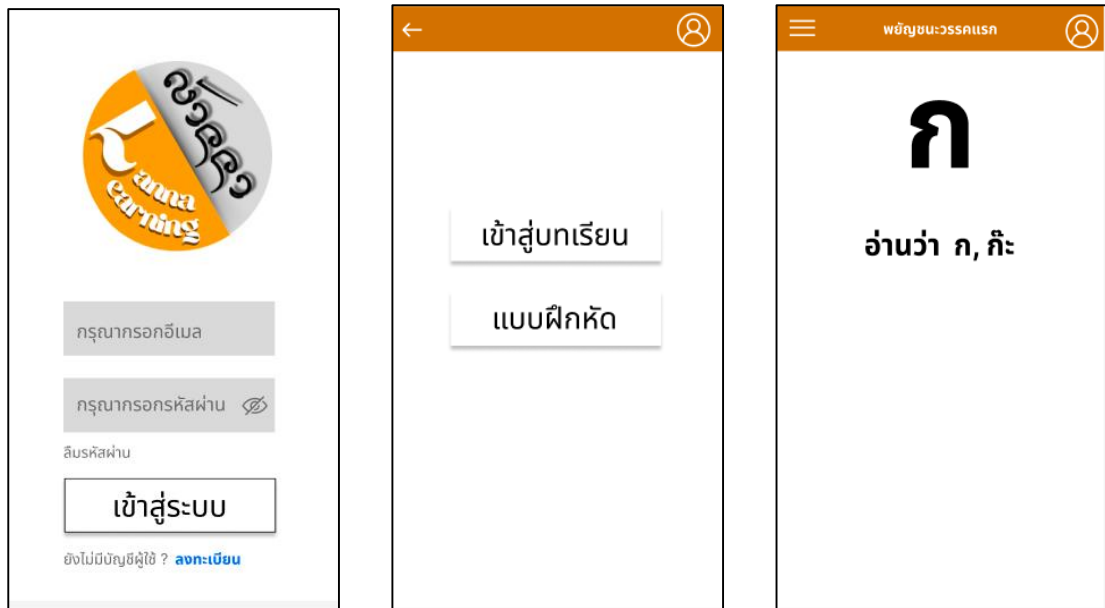 Lanna
Learning
กรุณากรอกอีเมล
กรุณากรอกรหัสผ่าน
ลืมรหัสผ่าน
เข้าสู่ระบบ
ยังไม่มีบัญชีผู้ใช้ ? ลงทะเบียน
เข้าสู่บทเรียน
แบบฝึกหัด
พยัญชนะวรรคแรก
ก
อ่านว่า ก, ก๊ะ